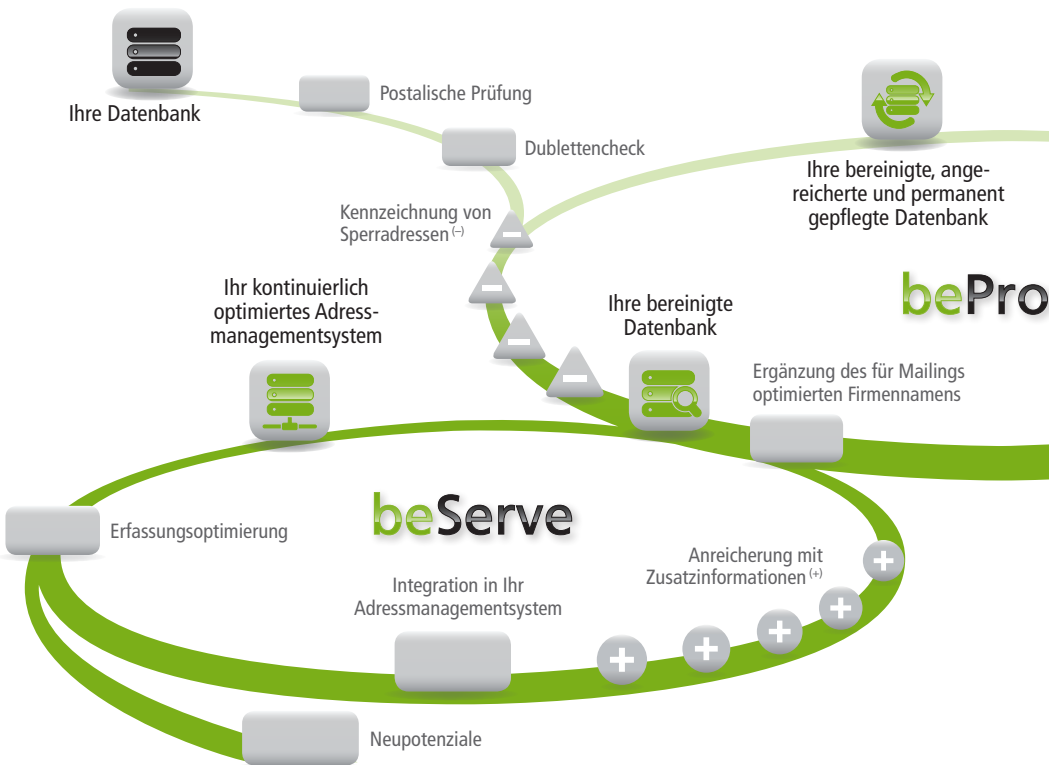 Ihre Datenbank
Postalische Prüfung
Dublettencheck
Kennzeichnung von
Sperradressen (–)
Ihre bereinigte, ange-
reicherte und permanent
gepflegte Datenbank
bePro
Ihr kontinuierlich
optimiertes Adress-
managementsystem
Ihre bereinigte
Datenbank
Ergänzung des für Mailings
optimierten Firmennamens
beServe
Erfassungsoptimierung
Integration in Ihr
Adressmanagementsystem
Anreicherung mit
Zusatzinformationen (+)
Neupotenziale